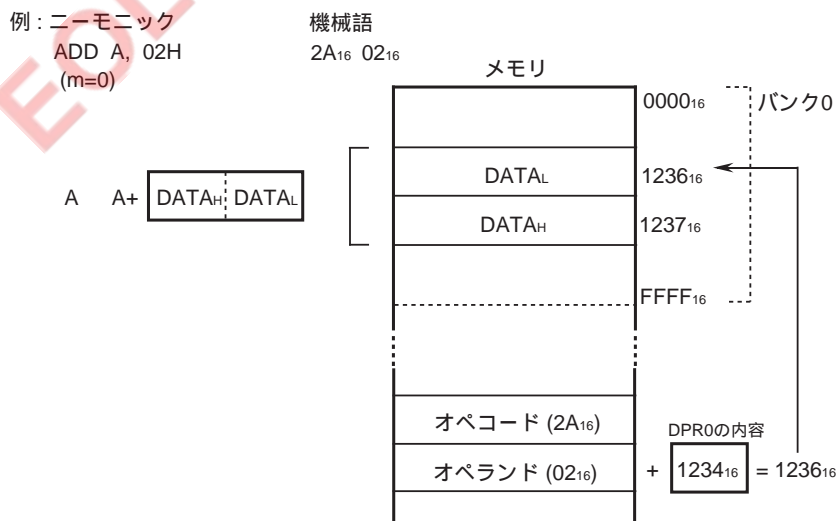 例 : ニーモニック 機械語
ADD A, 02H 2A₁₆ 02₁₆
(m=0)
メモリ
0000₁₆ バンク0
DATAL 1236₁₆
A A+ DATAH DATAL
DATAH 1237₁₆
FFFF₁₆
オペコード (2A₁₆)
DPR0の内容
オペランド (02₁₆) + 1234₁₆ = 1236₁₆
EOL